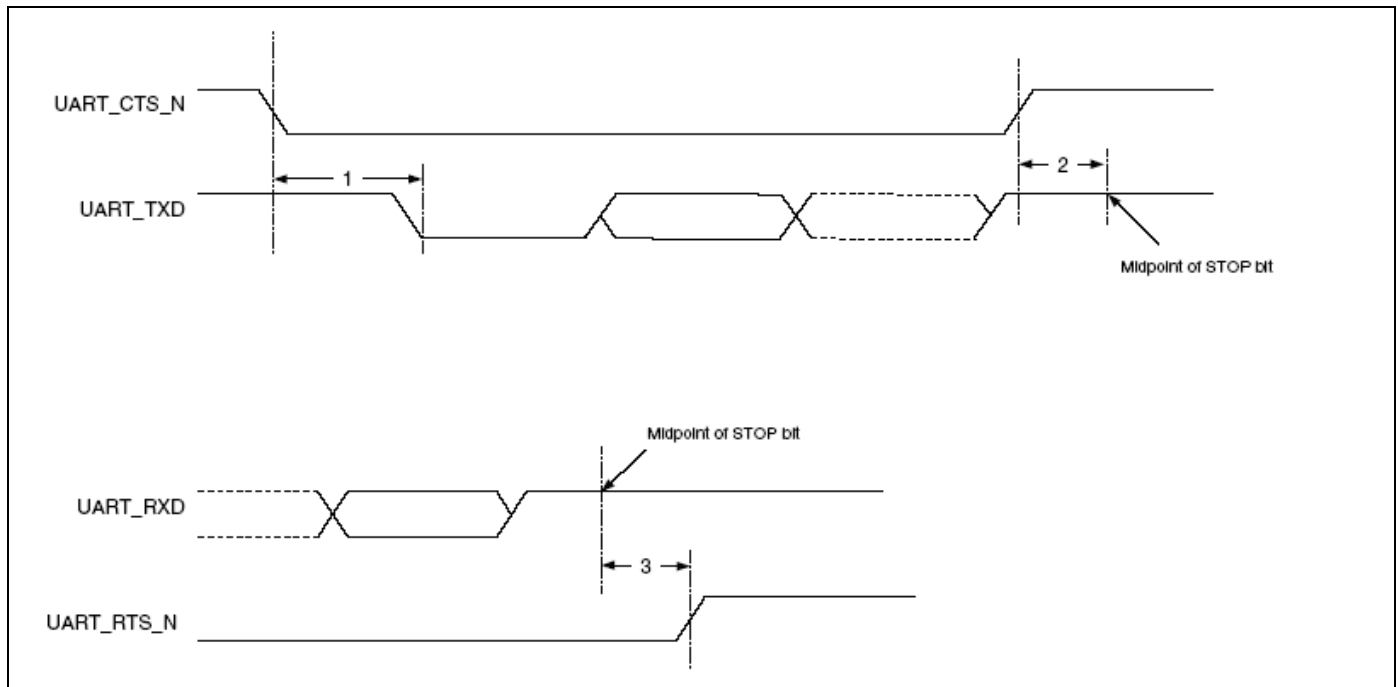 UART_CTS_N
1
2
UART_TXD
Midpoint of STOP bit
Midpoint of STOP bit
UART_RXD
3
UART_RTS_N